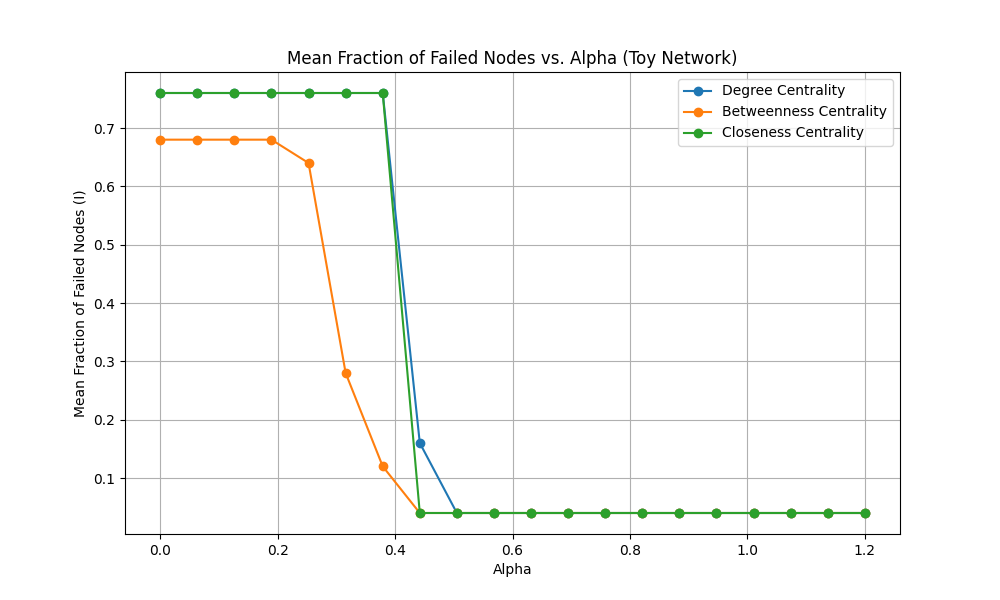 Mean Fraction of Failed Nodes vs. Alpha (Toy Network)
Degree Centrality
Betweenness Centrality
Closeness Centrality
Mean Fraction of Failed Nodes (I)
0.7
0.6
0.5
0.4
0.3
0.2
0.1
0.0 0.2 0.4 0.6 0.8 1.0 1.2
Alpha